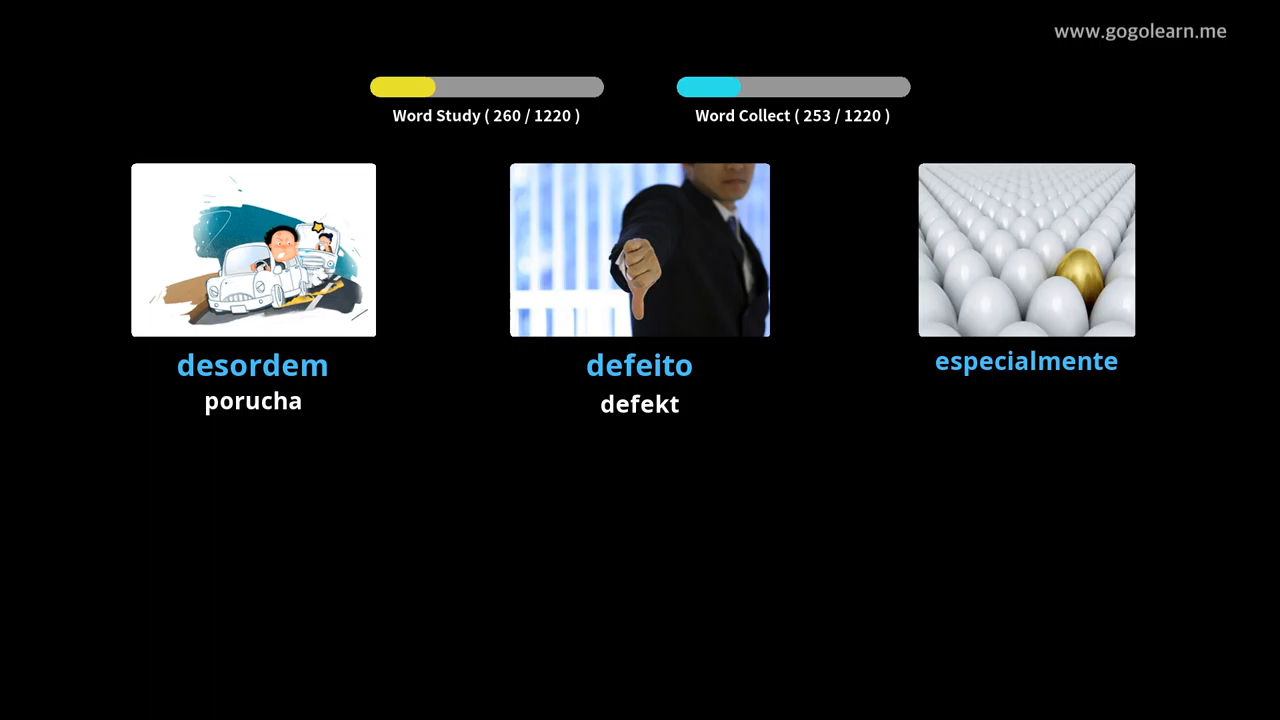 www.gogolearn.me
Word Study ( 260 / 1220 )
Word Collect ( 253 / 1220 )
desordem
porucha
defeito
defekt
especialmente